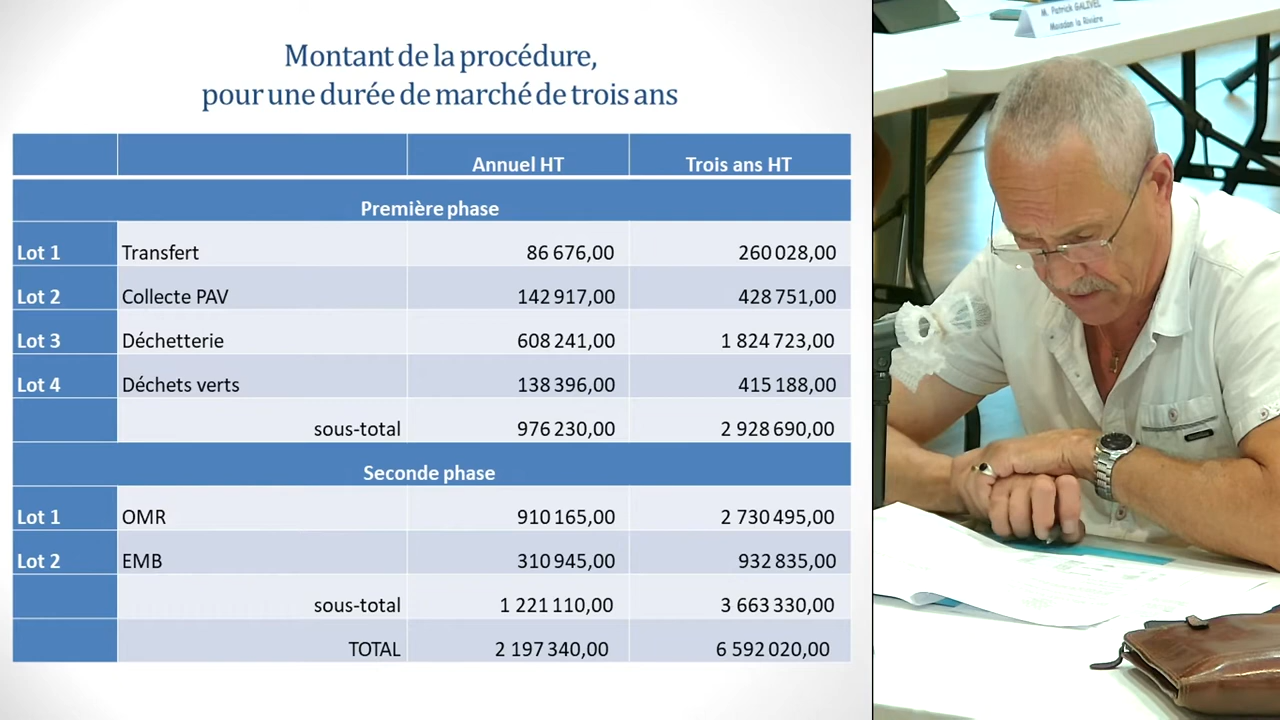 Montant de la procédure,
pour une durée de marché de trois ans
Annuel HT Trois ans HT
Première phase
Lot 1 Transfert 86 676,00 260 028,00
Lot 2 Collecte PAV 142 917,00 428 751,00
Lot 3 Déchetterie 608 241,00 1 824 723,00
Lot 4 Déchets verts 138 396,00 415 188,00
sous-total 976 230,00 2 928 690,00
Seconde phase
Lot 1 OMR 910 165,00 2 730 495,00
Lot 2 EMB 310 945,00 932 835,00
sous-total 1 221 110,00 3 663 330,00
TOTAL 2 197 340,00 6 592 020,00
M. Patrick GALIVEL
Moisdon la Rivière